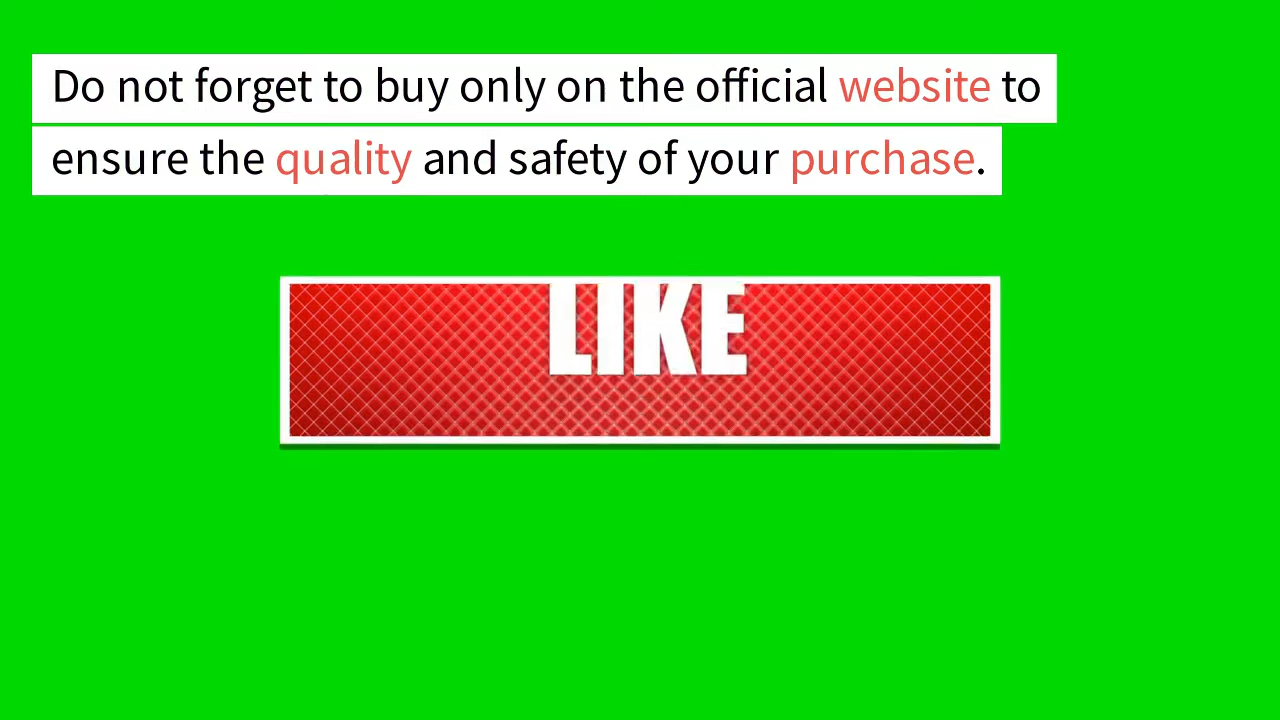 Do not forget to buy only on the official website to
ensure the quality and safety of your purchase.
LIKE